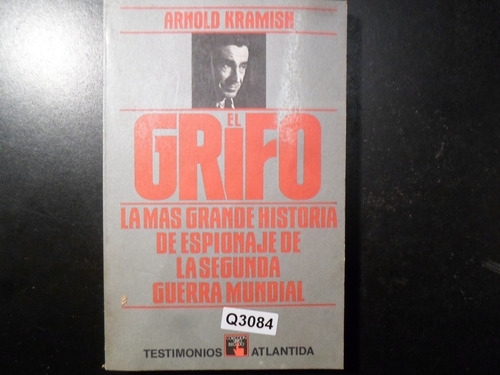 ARNOLD KRAMISH
EL
GRIFO
LA MAS GRANDE HISTORIA
DE ESPIONAJE DE
LA SEGUNDA
GUERRA MUNDIAL
Q3084
TESTIMONIOS ATLANTIDA